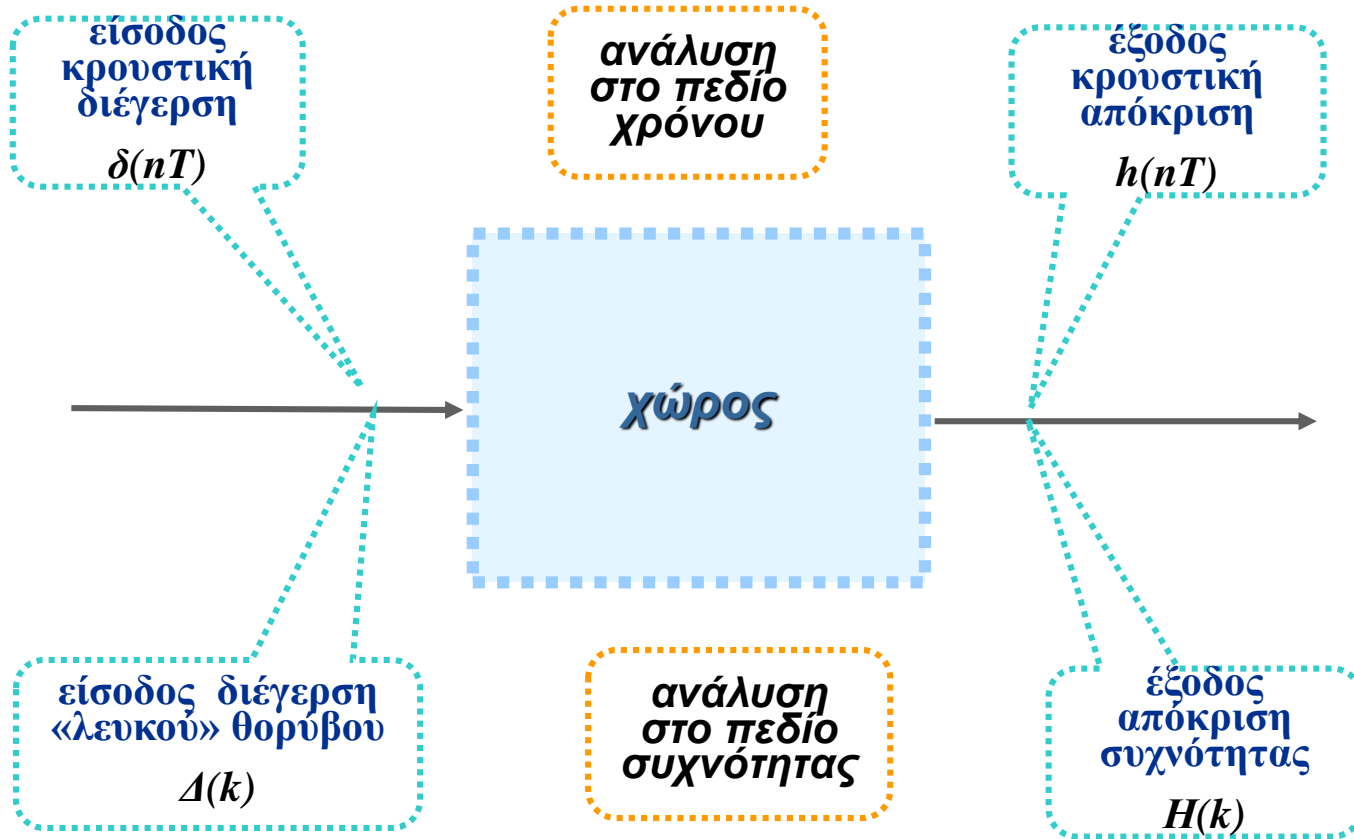 είσοδος
κρουστική
διέγερση
δ(nT)
ανάλυση
στο πεδίο
χρόνου
έξοδος
κρουστική
απόκριση
h(nT)
χώρος
είσοδος διέγερση
«λευκού» θορύβου
Δ(k)
ανάλυση
στο πεδίο
συχνότητας
έξοδος
απόκριση
συχνότητας
H(k)